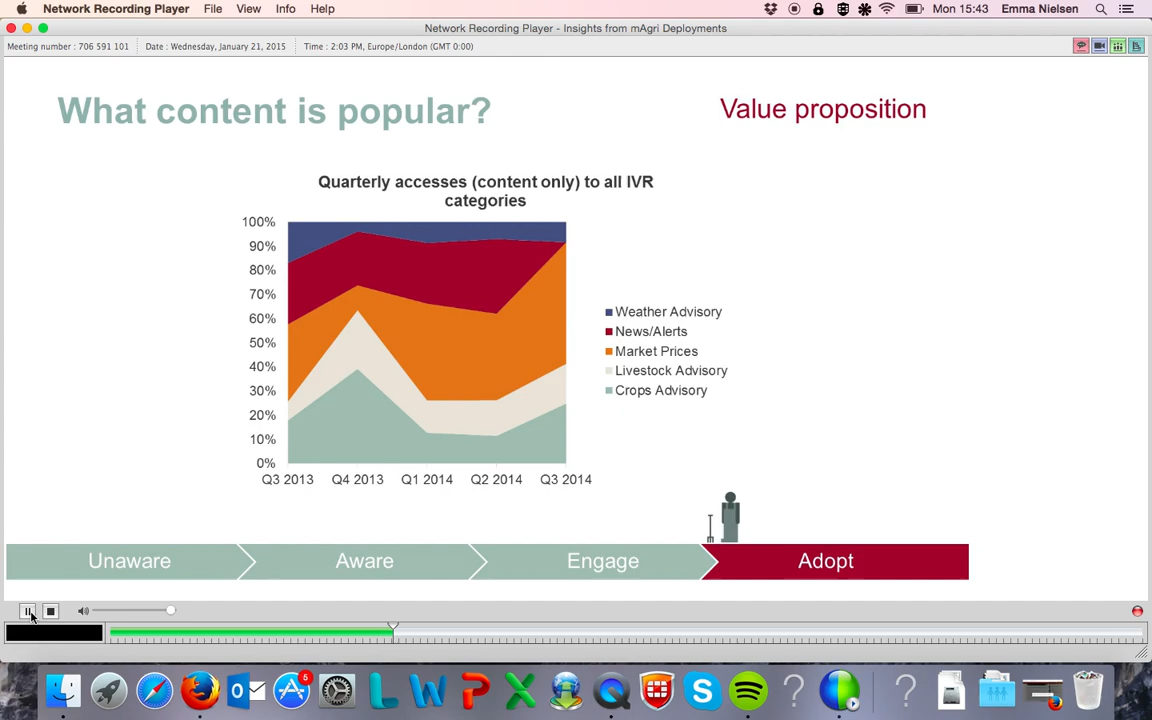 Network Recording Player File View Info Help Mon 15:43 Emma Nielsen
Network Recording Player - Insights from mAgri Deployments
Meeting number : 706 591 101 Date : Wednesday, January 21, 2015 Time : 2:03 PM, Europe/London (GMT 0:00)
What content is popular?
Value proposition
Quarterly accesses (content only) to all IVR
categories
100%
90%
80%
70%
60%
50%
40%
30%
20%
10%
0%
Q3 2013 Q4 2013 Q1 2014 Q2 2014 Q3 2014
Weather Advisory
News/Alerts
Market Prices
Livestock Advisory
Crops Advisory
Unaware Aware Engage Adopt
5